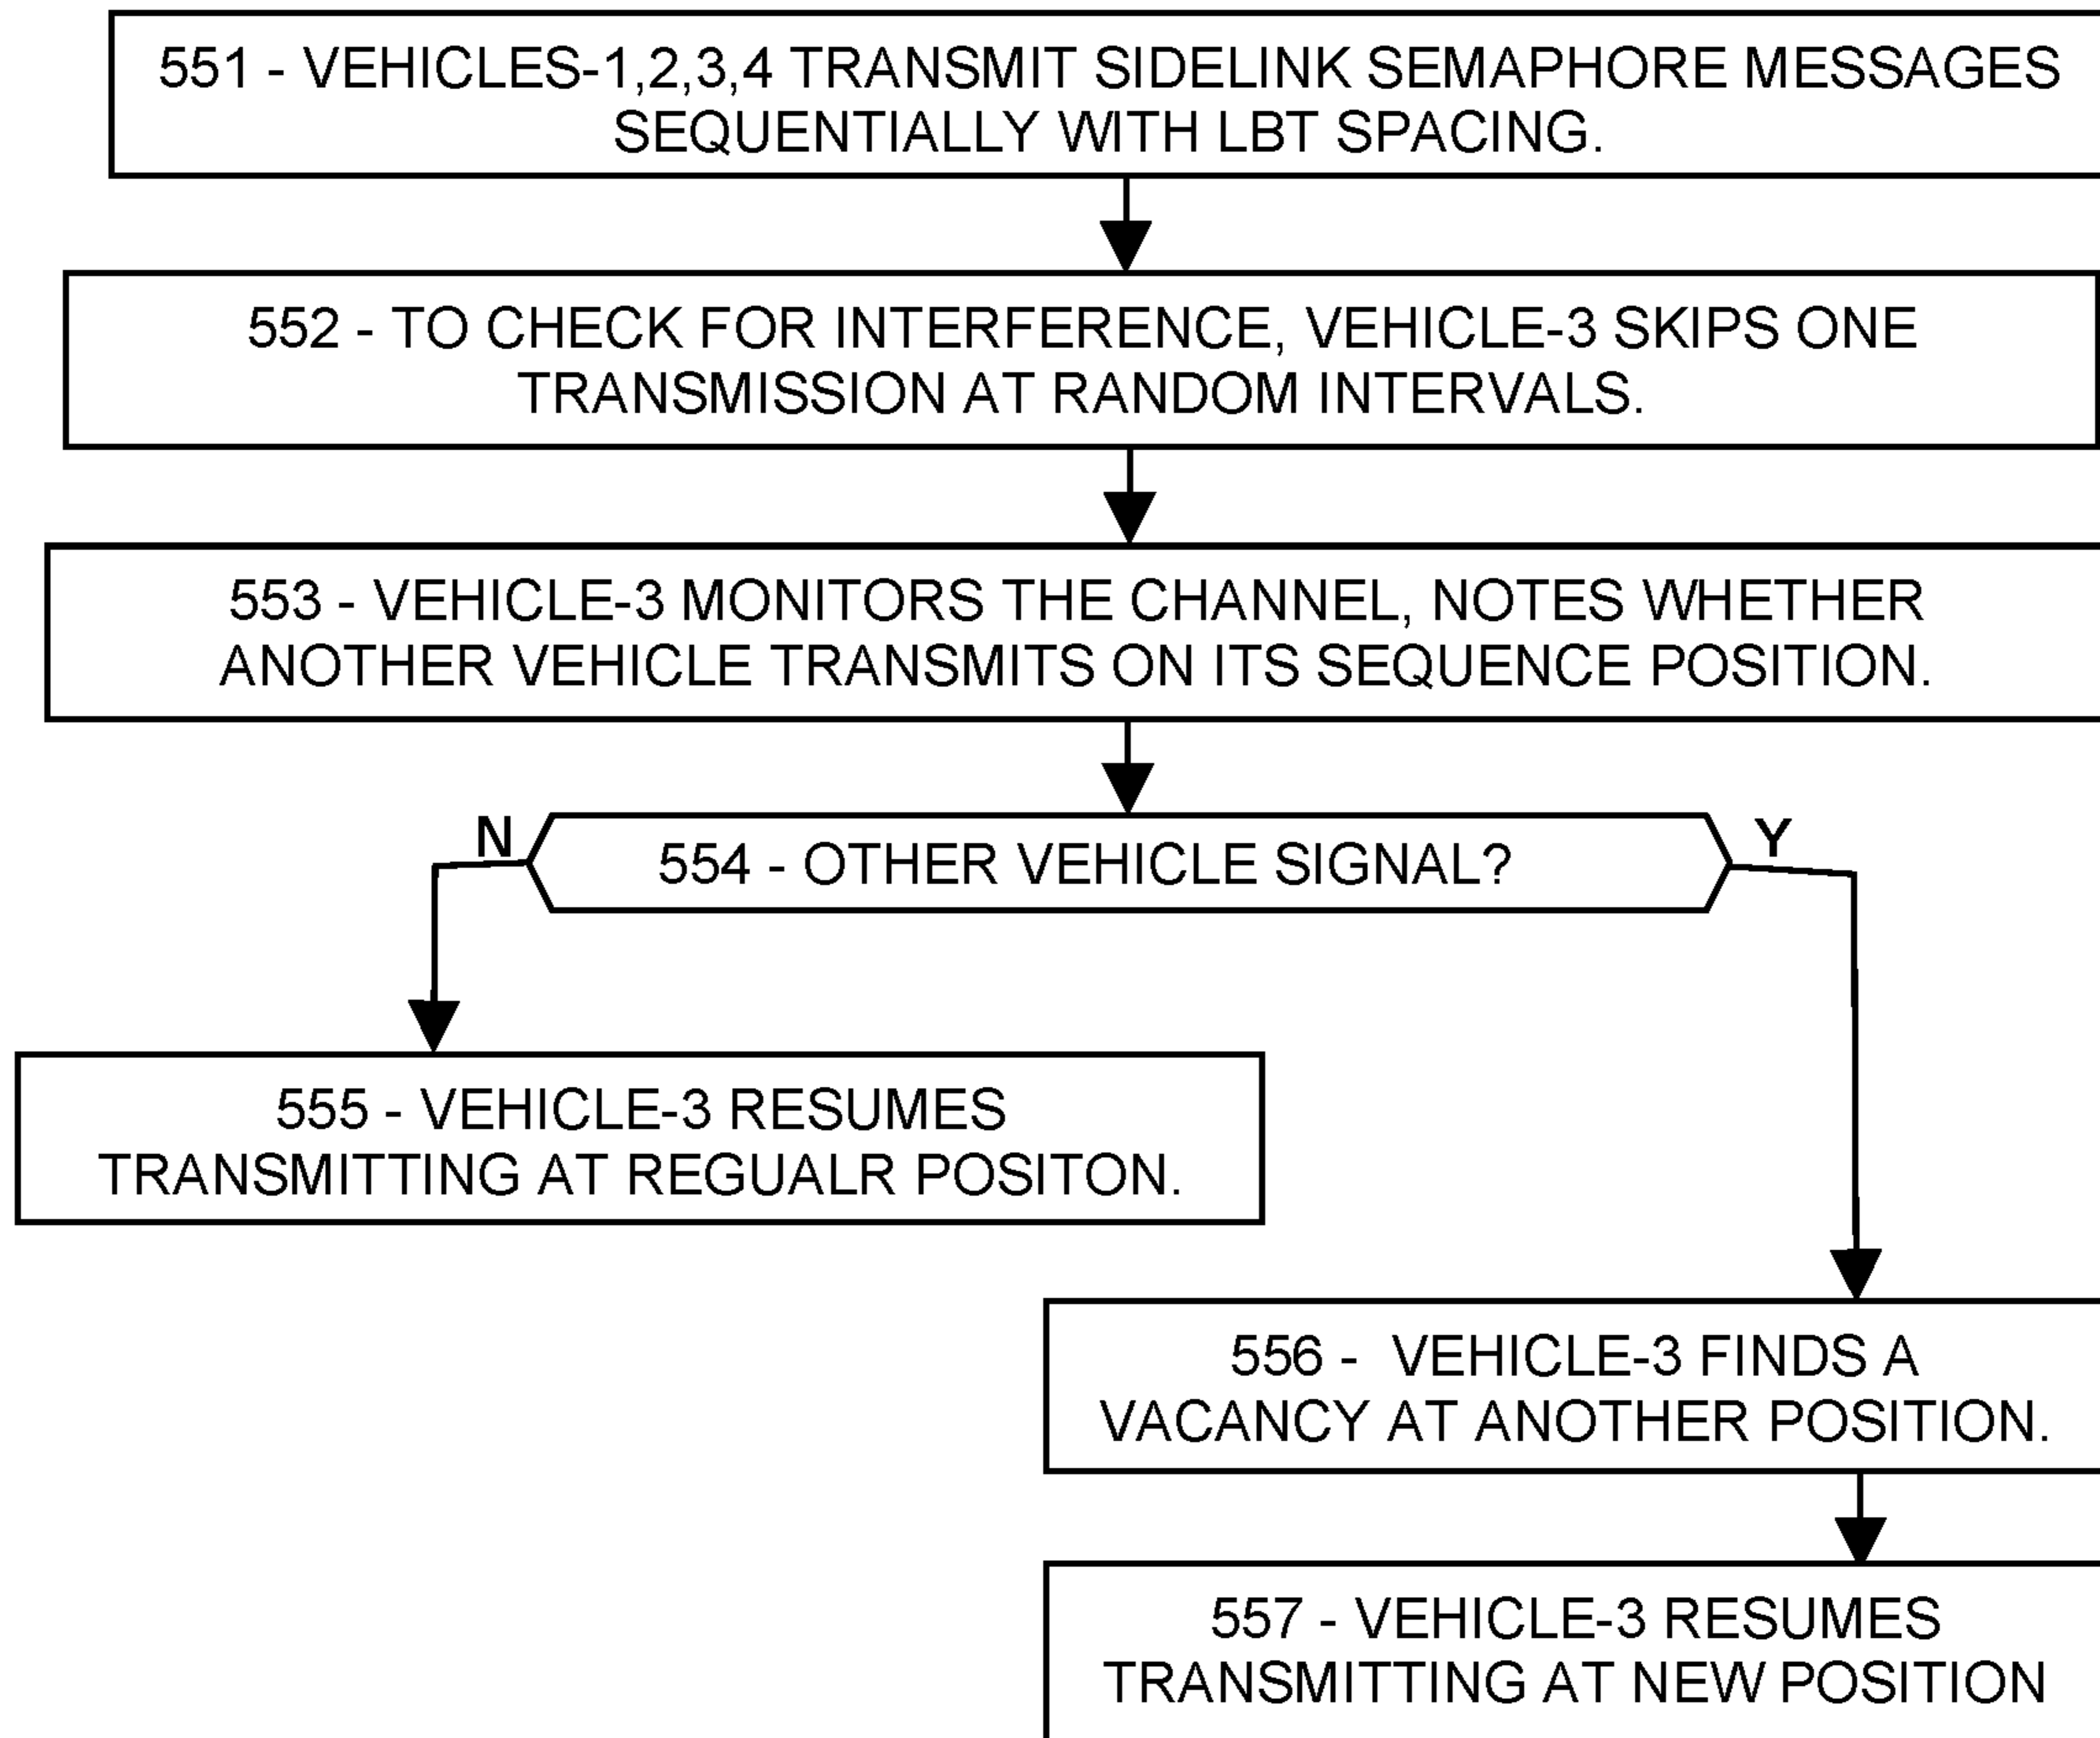 551 - VEHICLES-1,2,3,4 TRANSMIT SIDELINK SEMAPHORE MESSAGES
SEQUENTIALLY WITH LBT SPACING.
552 - TO CHECK FOR INTERFERENCE, VEHICLE-3 SKIPS ONE
TRANSMISSION AT RANDOM INTERVALS.
553 - VEHICLE-3 MONITORS THE CHANNEL, NOTES WHETHER
ANOTHER VEHICLE TRANSMITS ON ITS SEQUENCE POSITION.
N
554 - OTHER VEHICLE SIGNAL?
Y
555 - VEHICLE-3 RESUMES
TRANSMITTING AT REGUALR POSITON.
556 - VEHICLE-3 FINDS A
VACANCY AT ANOTHER POSITION.
557 - VEHICLE-3 RESUMES
TRANSMITTING AT NEW POSITION